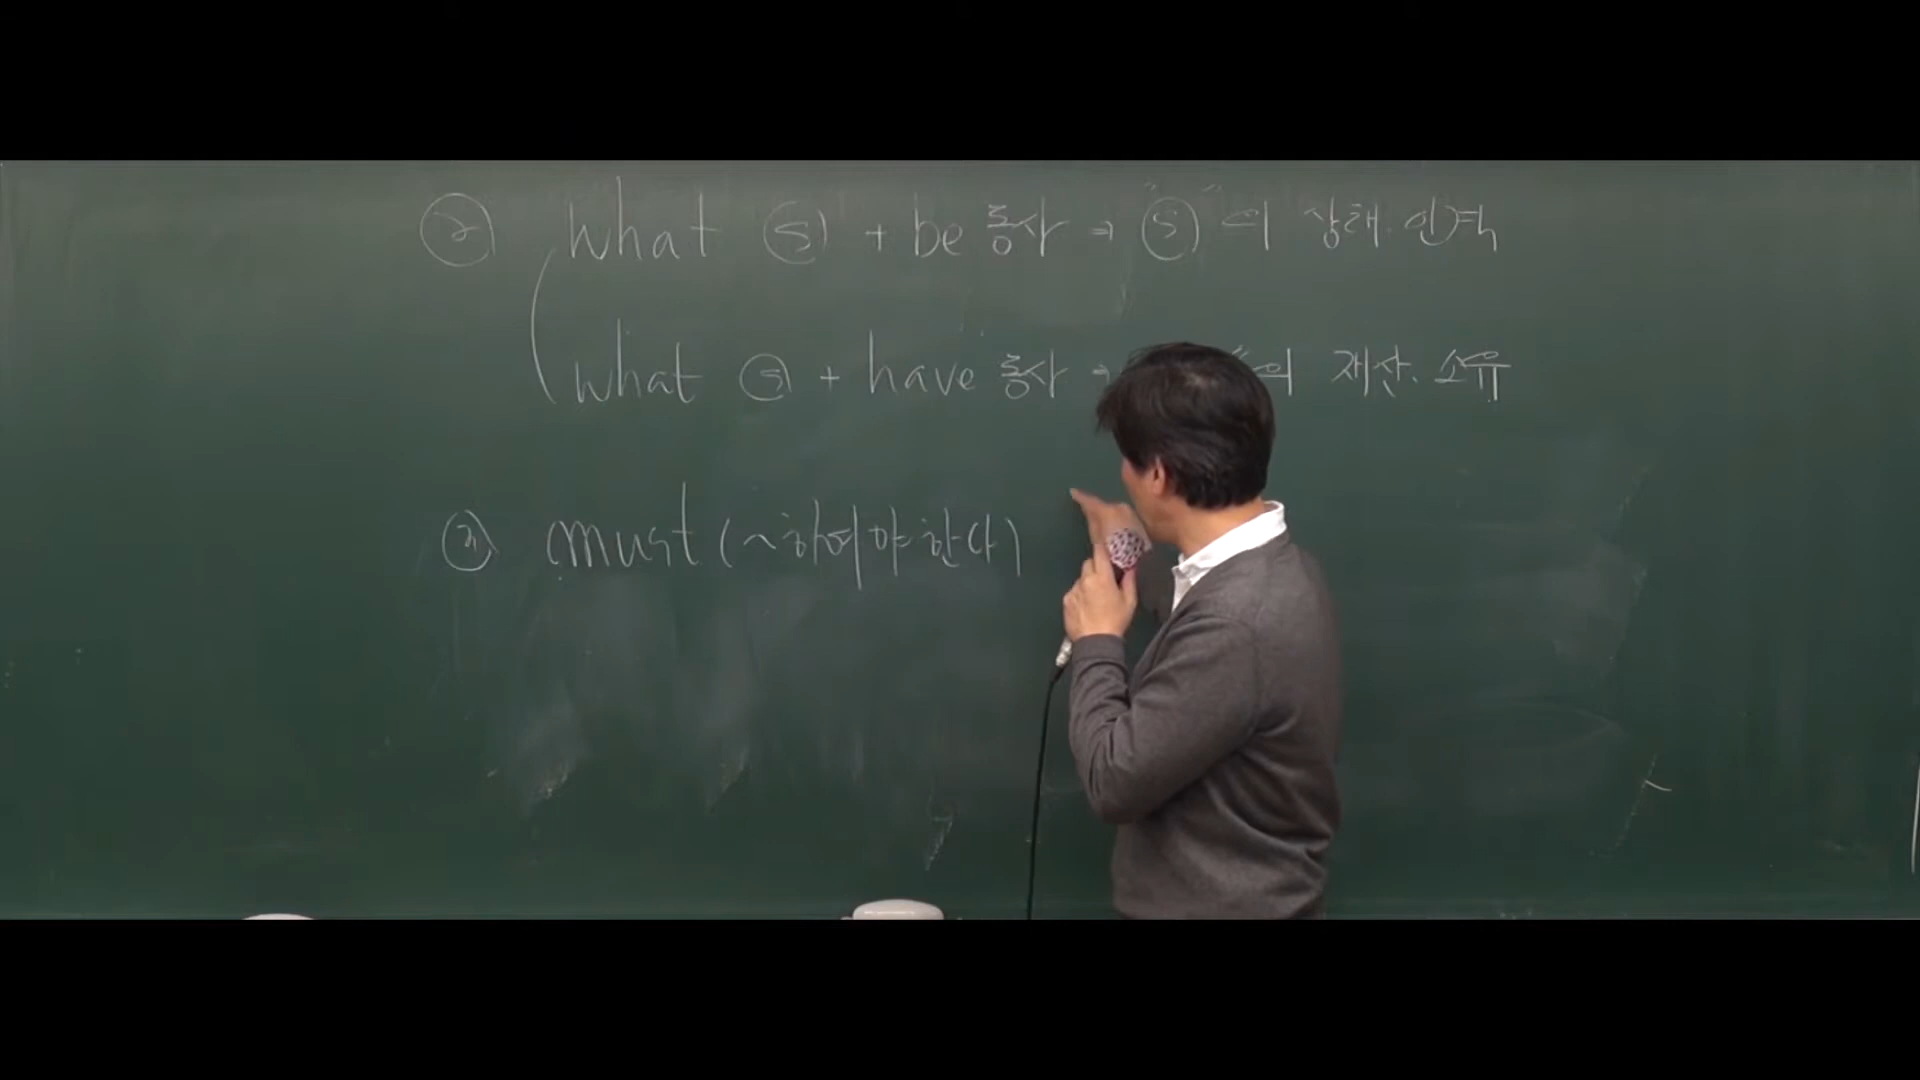 ② What ⓢ + be 동사 ⇒ "ⓢ"의 상태. 인격
What ⓢ + have 동사 ⇒ "의 재산. 소유
③ must (~하여야 한다)